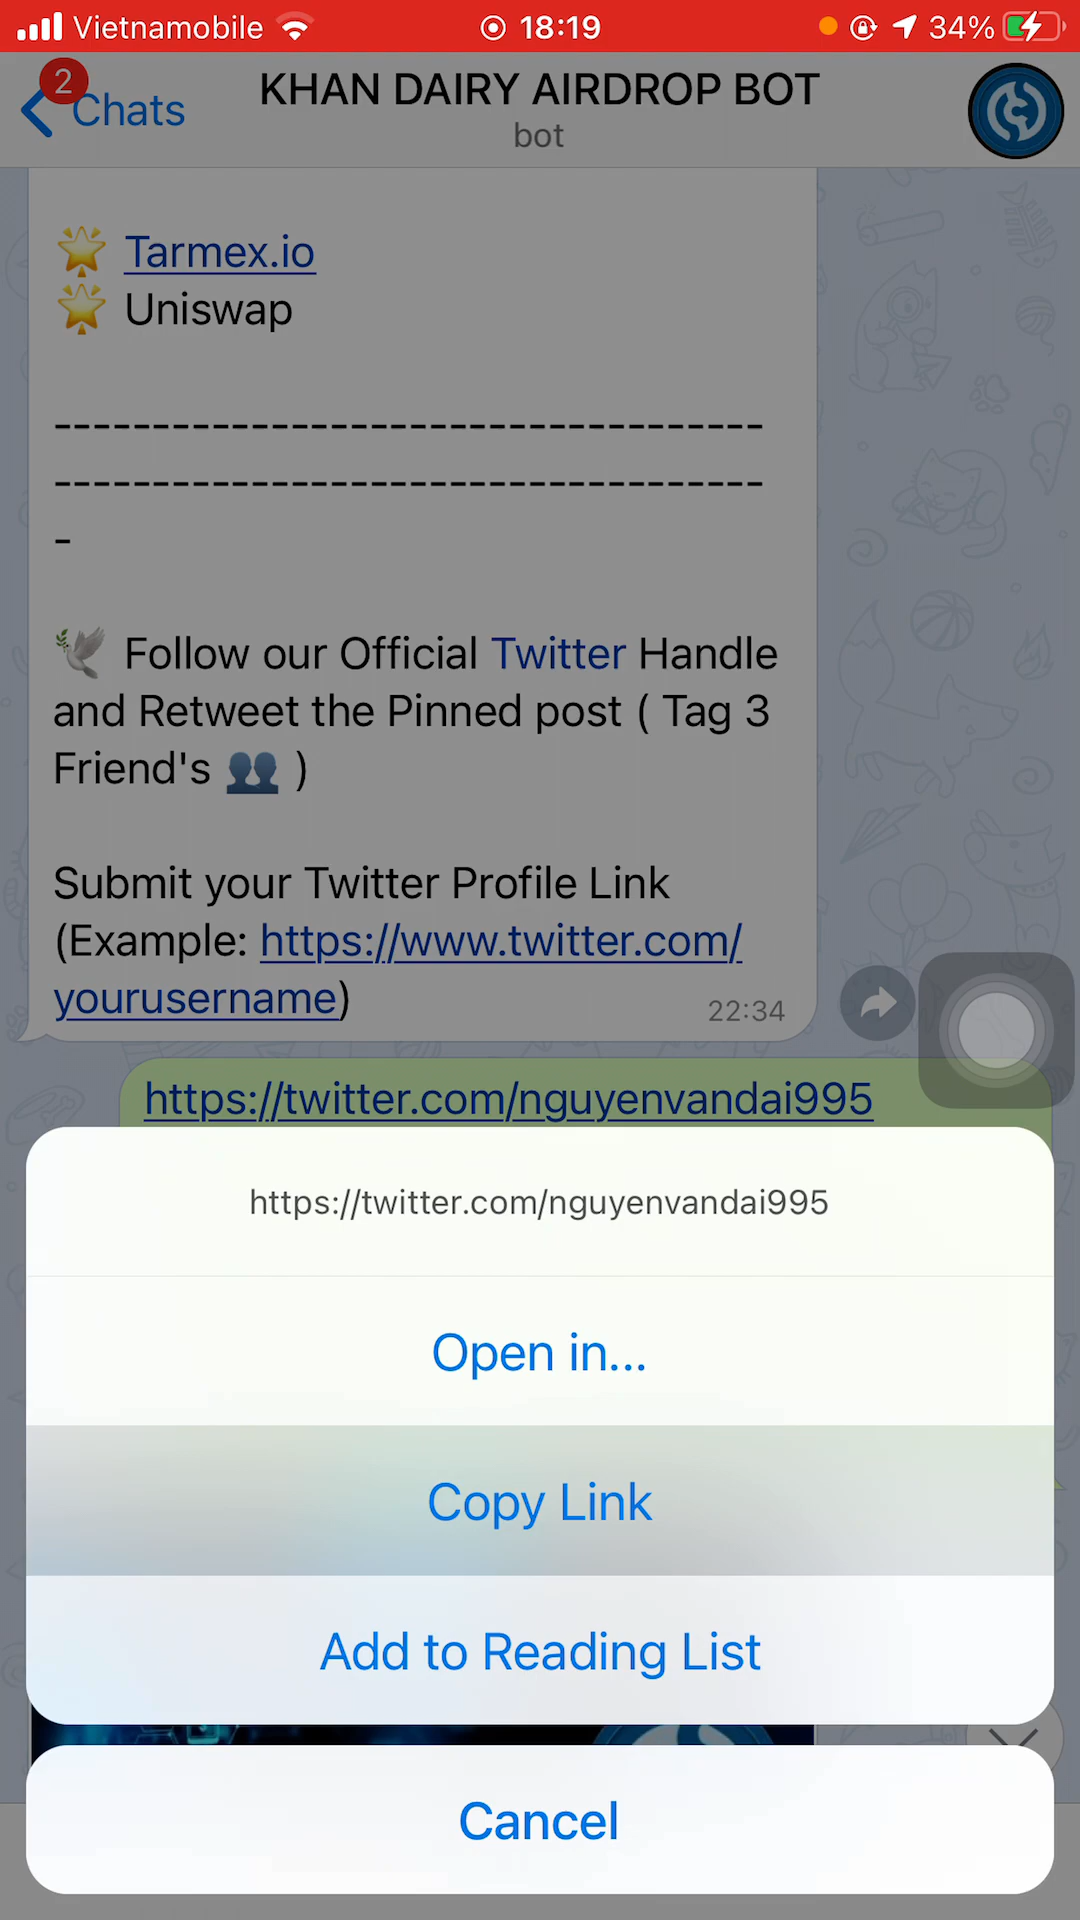 Vietnamobile 18:19 34%
2
Chats
KHAN DAIRY AIRDROP BOT
bot
Tarmex.io
Uniswap
------------------------------------
------------------------------------
-
Follow our Official Twitter Handle
and Retweet the Pinned post ( Tag 3
Friend's )
Submit your Twitter Profile Link
(Example: https://www.twitter.com/
yourusername)
22:34
https://twitter.com/nguyenvandai995
https://twitter.com/nguyenvandai995
Open in...
Copy Link
Add to Reading List
Cancel